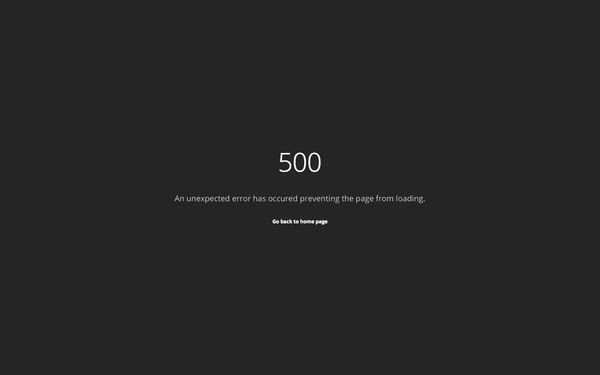 500
An unexpected error has occured preventing the page from loading.
Go back to home page